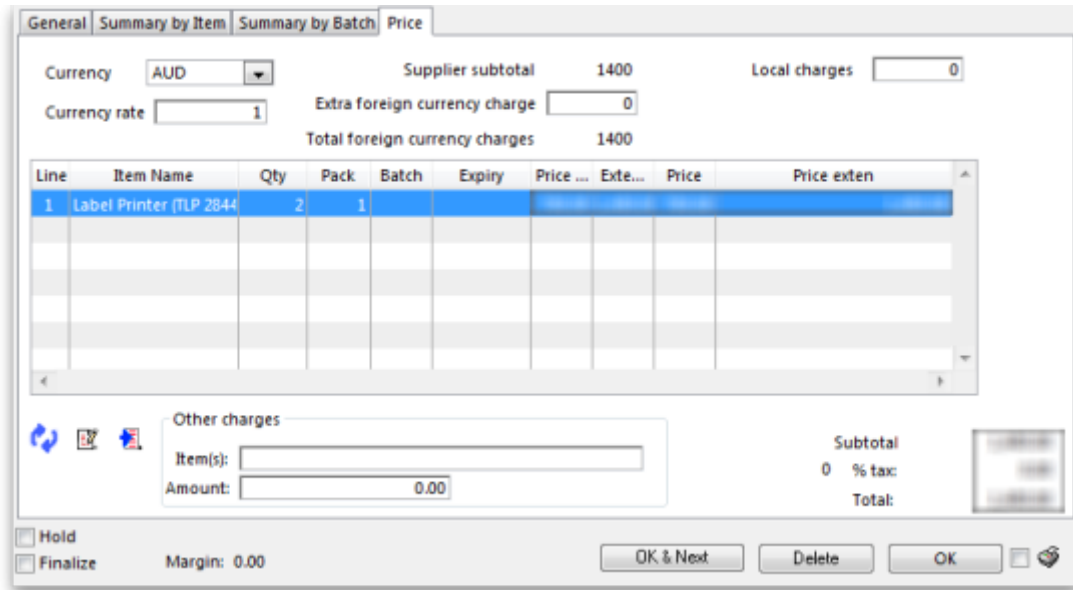 General Summary by Item Summary by Batch Price
Currency AUD Supplier subtotal 1400 Local charges 0
Currency rate 1 Extra foreign currency charge 0
Total foreign currency charges 1400
Line Item Name Qty Pack Batch Expiry Price ... Exte... Price Price exten
1 Label Printer (TLP 2844 2 1
Other charges
Item(s):
Amount: 0.00
Subtotal
0 % tax:
Total:
Hold
Finalize Margin: 0.00 OK & Next Delete OK